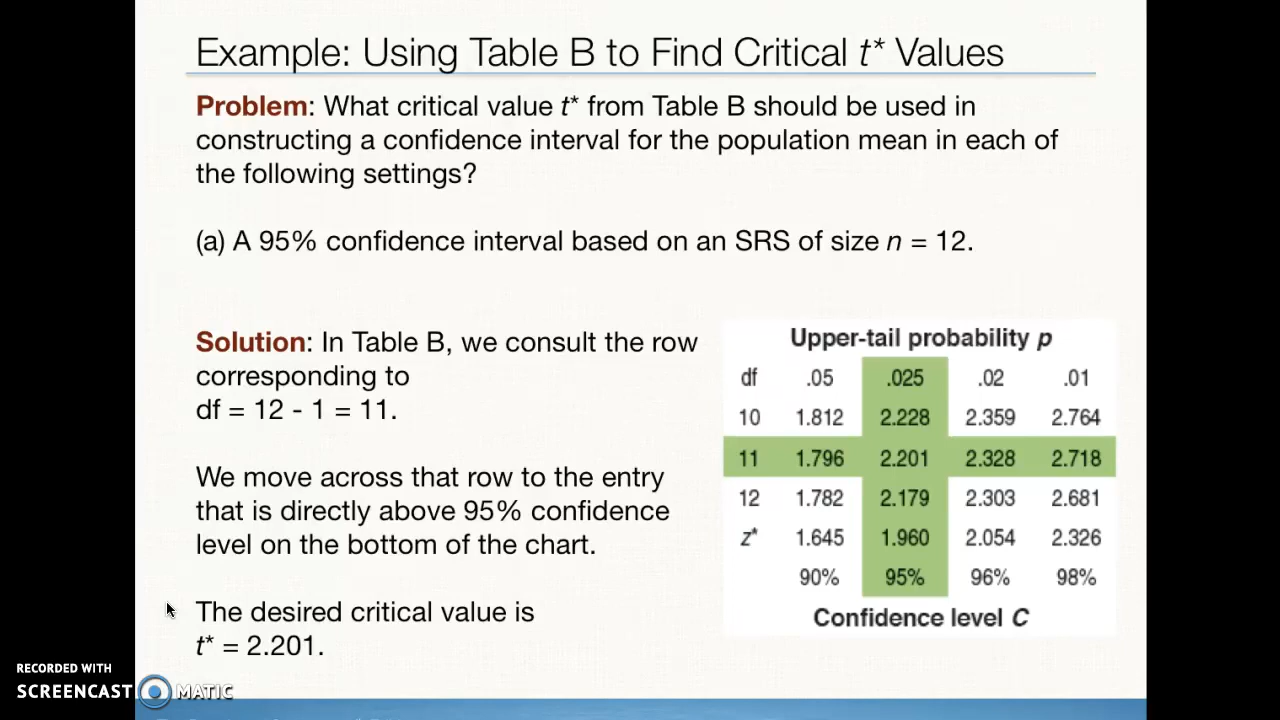 Example: Using Table B to Find Critical t* Values
Problem: What critical value t* from Table B should be used in
constructing a confidence interval for the population mean in each of
the following settings?
(a) A 95% confidence interval based on an SRS of size n = 12.
Solution: In Table B, we consult the row
corresponding to
df = 12 - 1 = 11.
We move across that row to the entry
that is directly above 95% confidence
level on the bottom of the chart.
The desired critical value is
t* = 2.201.
Upper-tail probability p
df .05 .025 .02 .01
10 1.812 2.228 2.359 2.764
11 1.796 2.201 2.328 2.718
12 1.782 2.179 2.303 2.681
z* 1.645 1.960 2.054 2.326
90% 95% 96% 98%
Confidence level C
RECORDED WITH
SCREENCAST MATIC